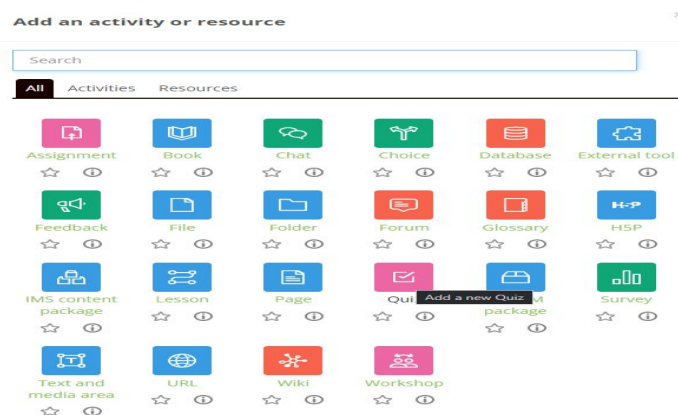 Add an activity or resource
Search
All Activities Resources
Assignment Book Chat Choice Database External tool
Feedback File Folder Forum Glossary H5P
H-P
IMS content package Lesson Page Qui Add a new Quiz M package Survey
Text and media area URL Wiki Workshop